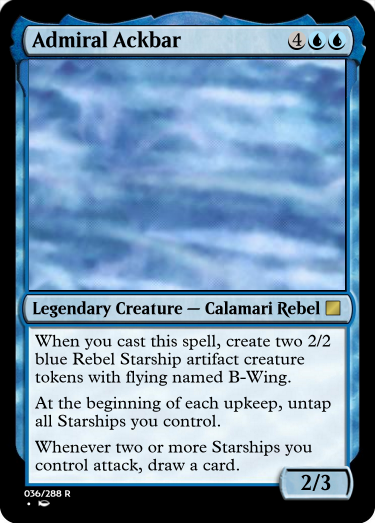 Admiral Ackbar 4
Legendary Creature — Calamari Rebel
When you cast this spell, create two 2/2
blue Rebel Starship artifact creature
tokens with flying named B-Wing.
At the beginning of each upkeep, untap
all Starships you control.
Whenever two or more Starships you
control attack, draw a card.
2/3
036/288 R